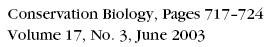 Conservation Biology, Pages 717–724
Volume 17, No. 3, June 2003